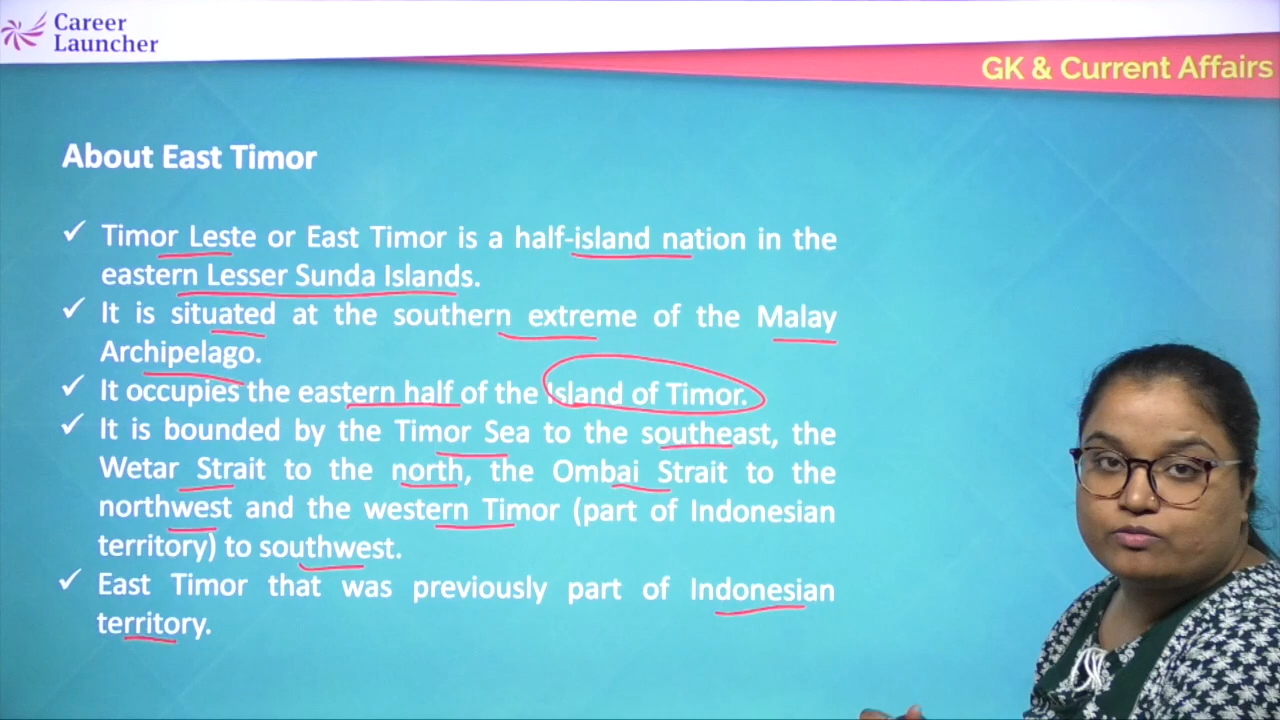 Career
Launcher
GK & Current Affairs
About East Timor
✓ Timor Leste or East Timor is a half-island nation in the
eastern Lesser Sunda Islands.
✓ It is situated at the southern extreme of the Malay
Archipelago.
✓ It occupies the eastern half of the Island of Timor.
✓ It is bounded by the Timor Sea to the southeast, the
Wetar Strait to the north, the Ombai Strait to the
northwest and the western Timor (part of Indonesian
territory) to southwest.
✓ East Timor that was previously part of Indonesian
territory.